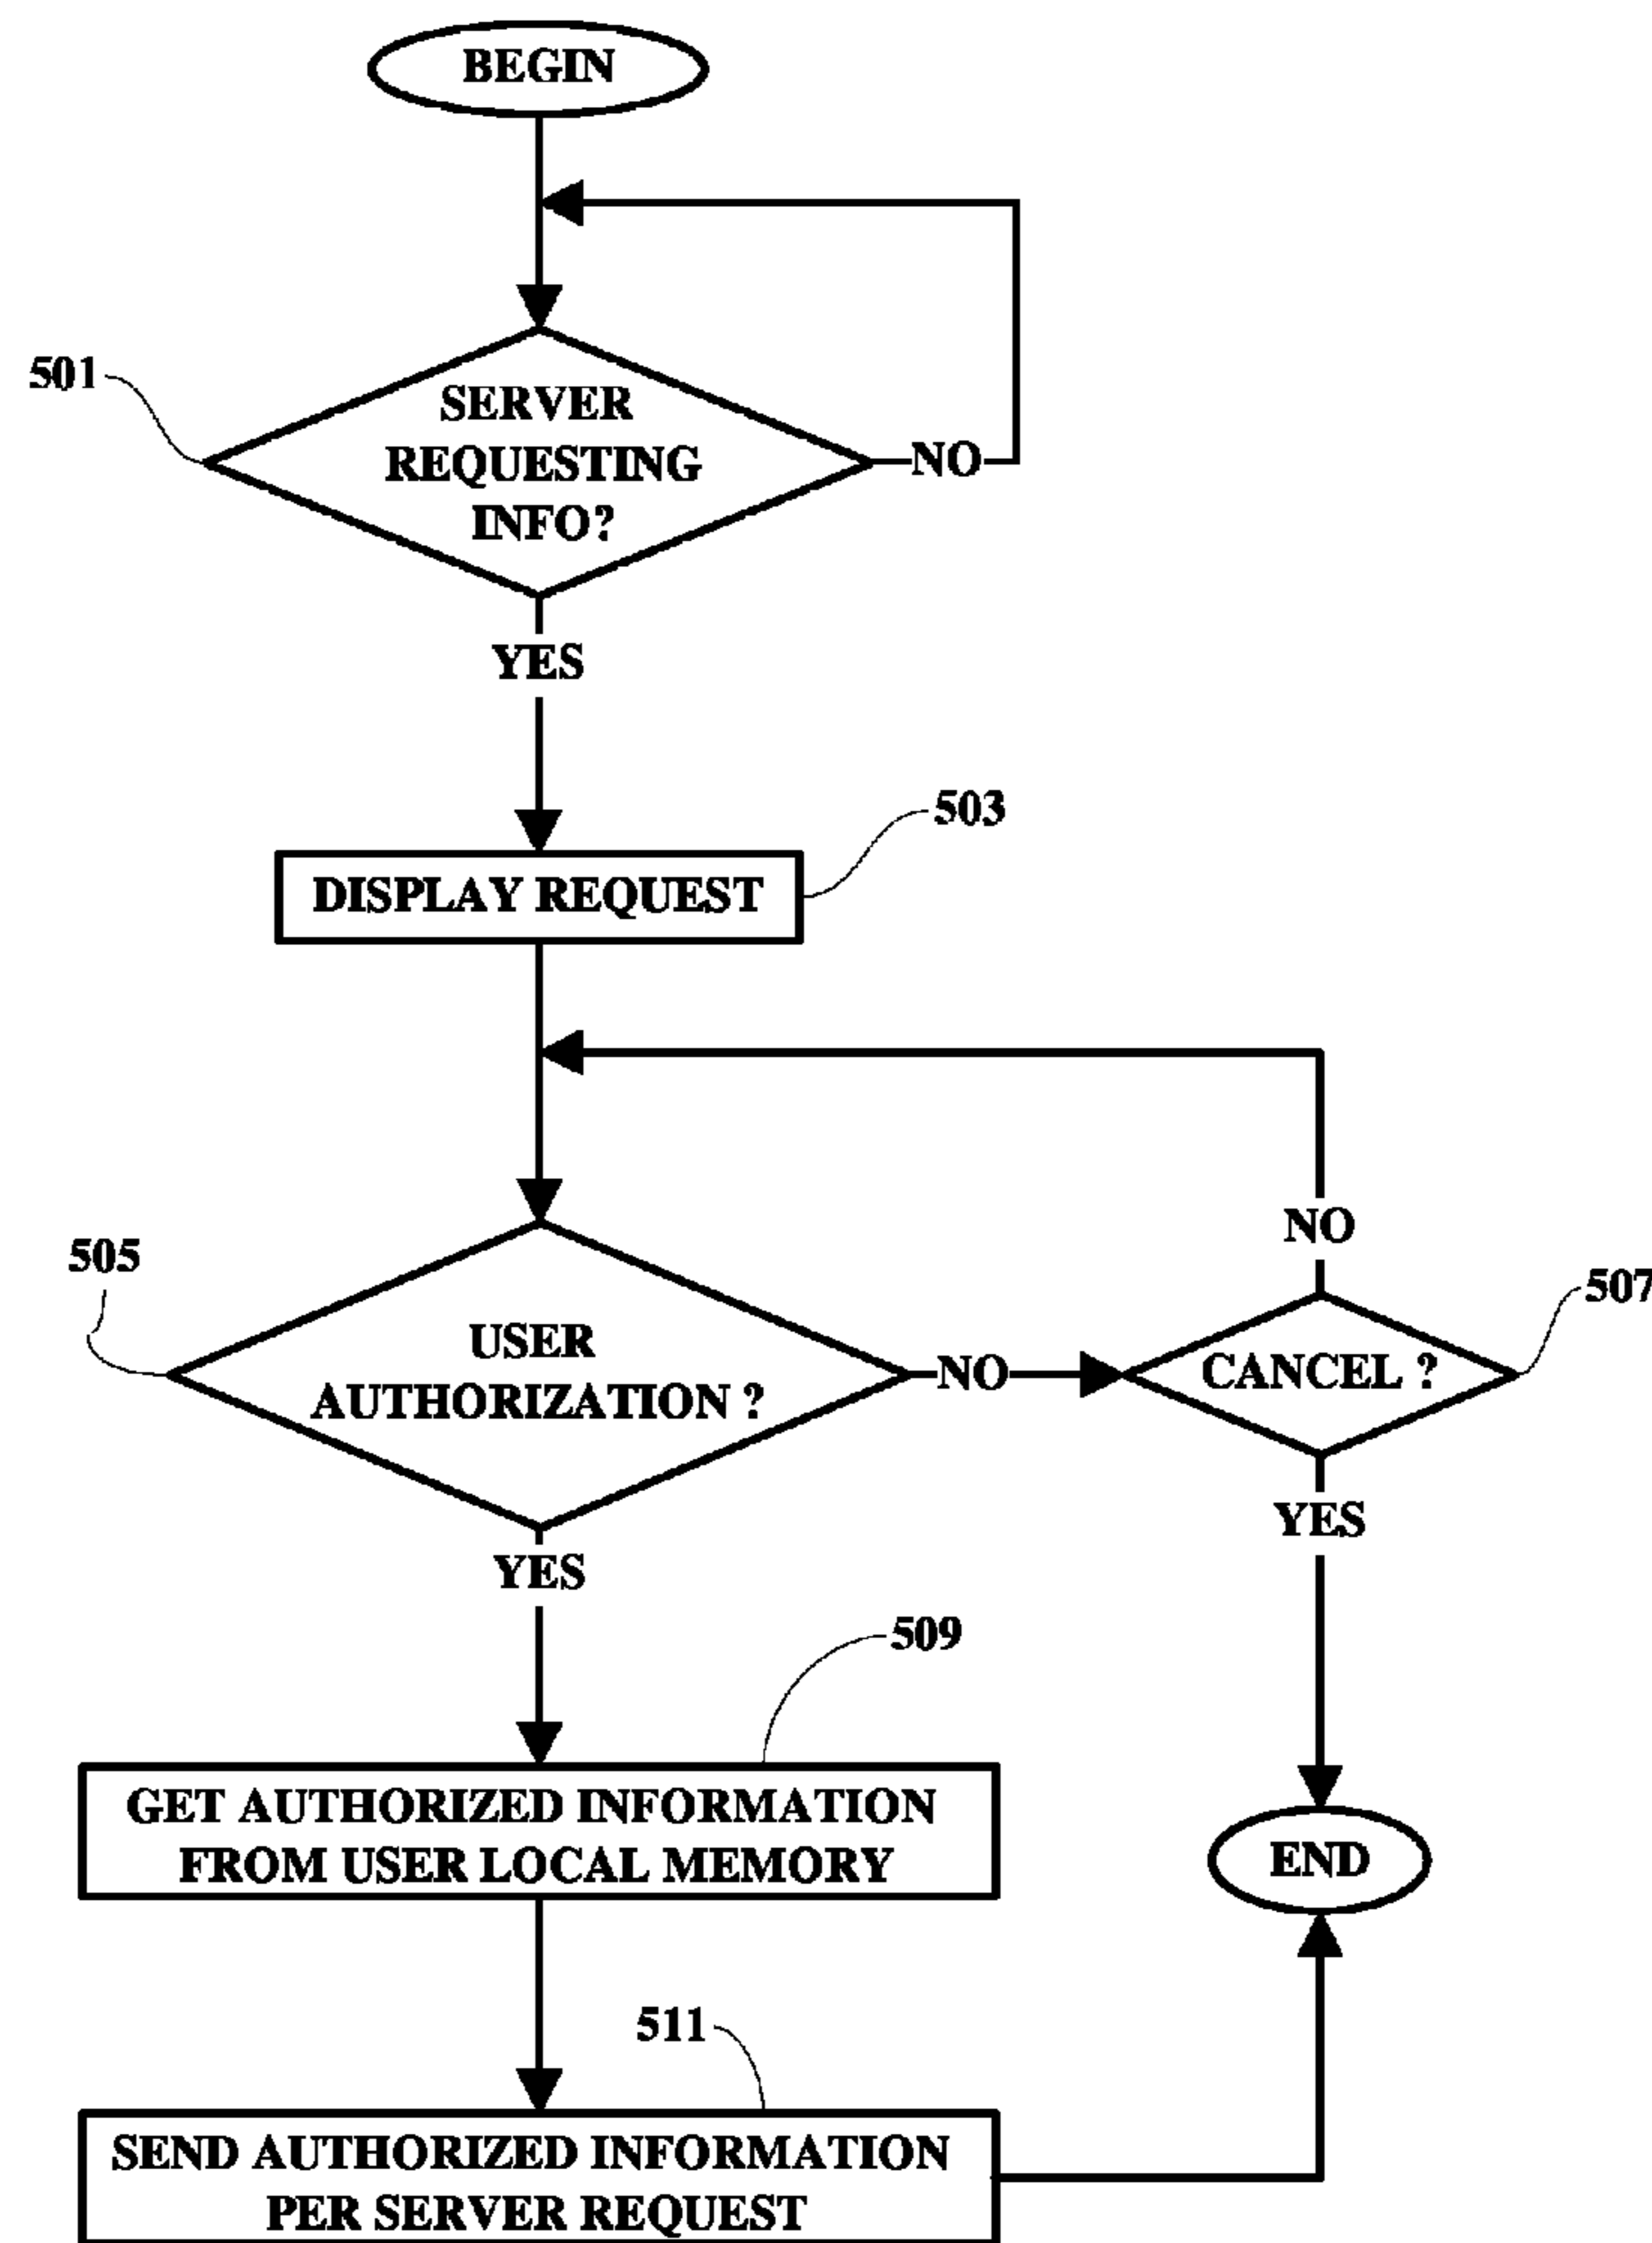 BEGIN
501
SERVER
REQUESTING
INFO?
NO
YES
503
DISPLAY REQUEST
505
USER
AUTHORIZATION ?
NO
NO
507
CANCEL ?
YES
YES
509
GET AUTHORIZED INFORMATION
FROM USER LOCAL MEMORY
END
511
SEND AUTHORIZED INFORMATION
PER SERVER REQUEST